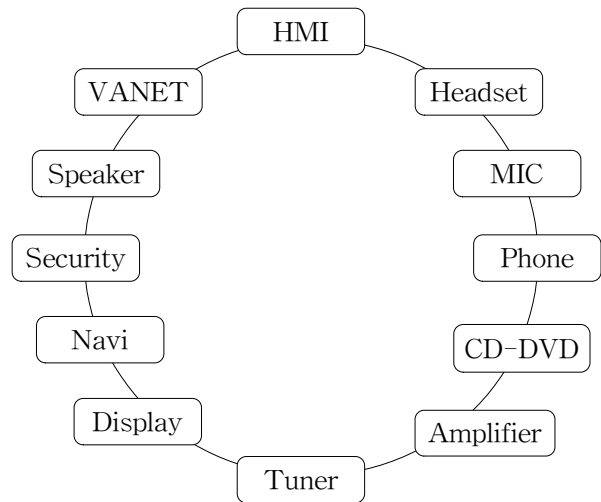 HMI
VANET
Headset
Speaker
MIC
Security
Phone
Navi
CD-DVD
Display
Amplifier
Tuner